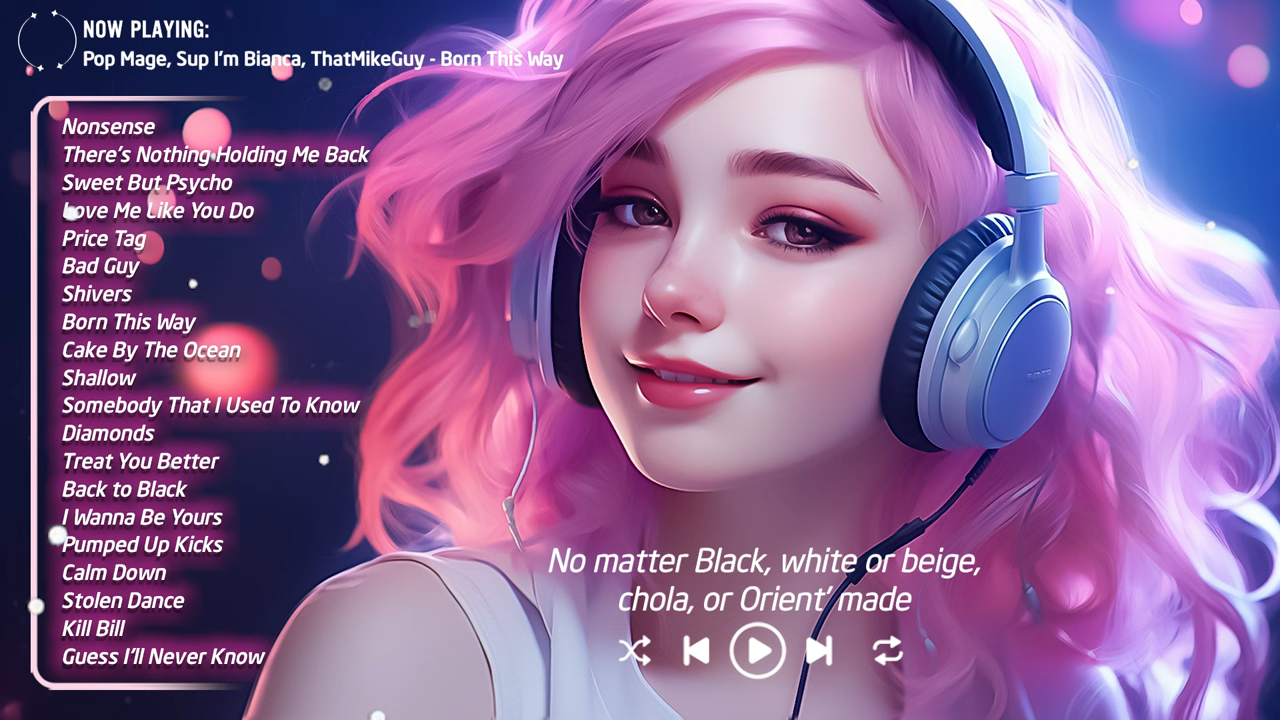 NOW PLAYING:
Pop Mage, Sup I'm Bianca, ThatMikeGuy - Born This Way
Nonsense
There's Nothing Holding Me Back
Sweet But Psycho
Love Me Like You Do
Price Tag
Bad Guy
Shivers
Born This Way
Cake By The Ocean
Shallow
Somebody That I Used To Know
Diamonds
Treat You Better
Back to Black
I Wanna Be Yours
Pumped Up Kicks
Calm Down
Stolen Dance
Kill Bill
Guess I'll Never Know
No matter Black, white or beige,
chola, or Orient' made